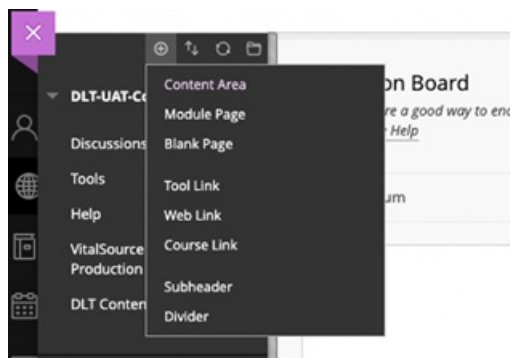 DLT-UAT-Co
Discussions
Tools
Help
VitalSource
Production
DLT Conten
Content Area
Module Page
Blank Page
Tool Link
Web Link
Course Link
Subheader
Divider
on Board
re a good way to enc
Help
um